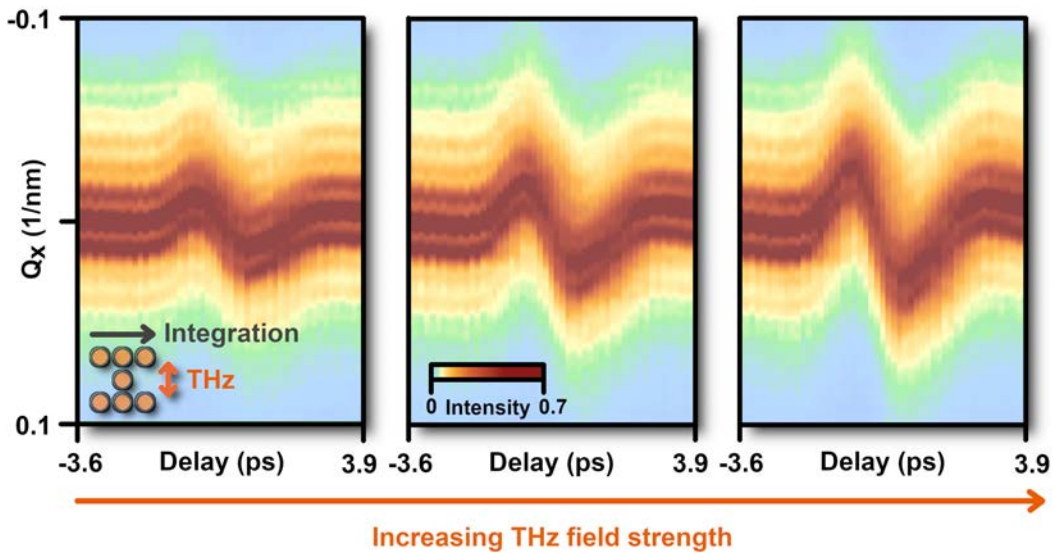 -0.1
Qx (1/nm)
0.1
Integration
THz
0 Intensity 0.7
-3.6 Delay (ps) 3.9
-3.6 Delay (ps) 3.9
-3.6 Delay (ps) 3.9
Increasing THz field strength